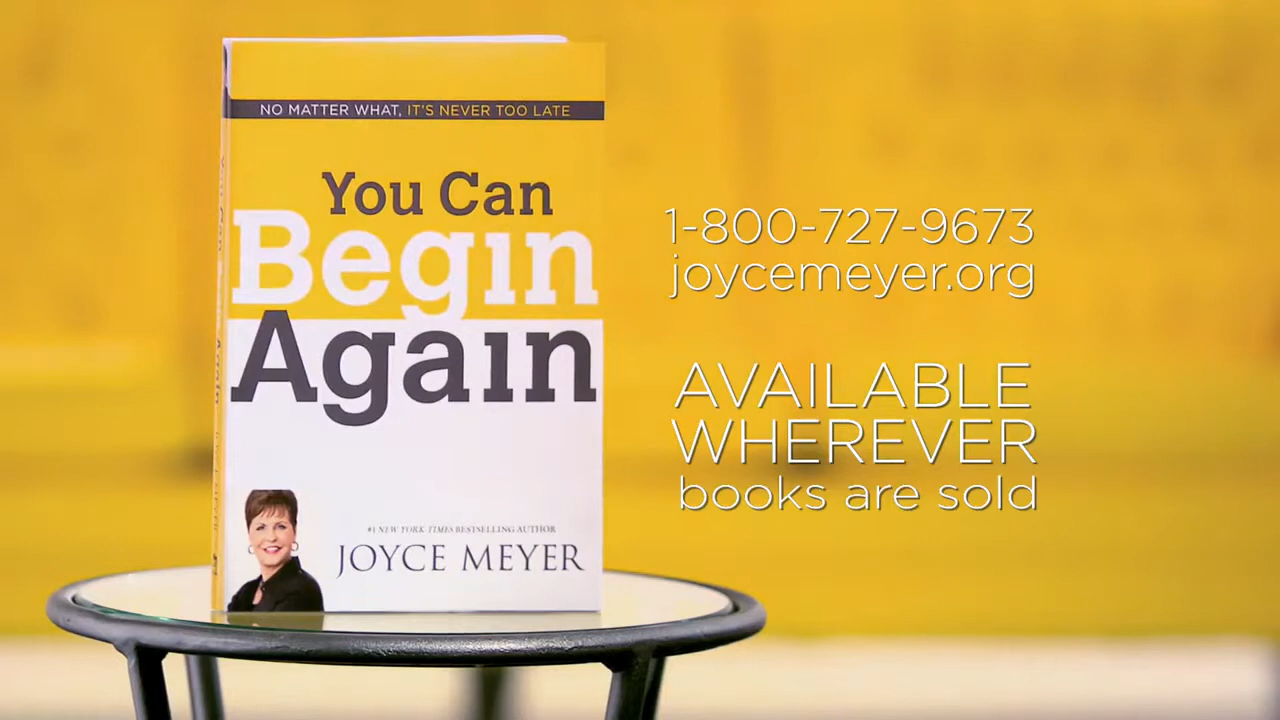 NO MATTER WHAT, IT'S NEVER TOO LATE
You Can
Begin
Again
#1 NEW YORK TIMES BESTSELLING AUTHOR
JOYCE MEYER
1-800-727-9673
joycemeyer.org
AVAILABLE
WHEREVER
books are sold